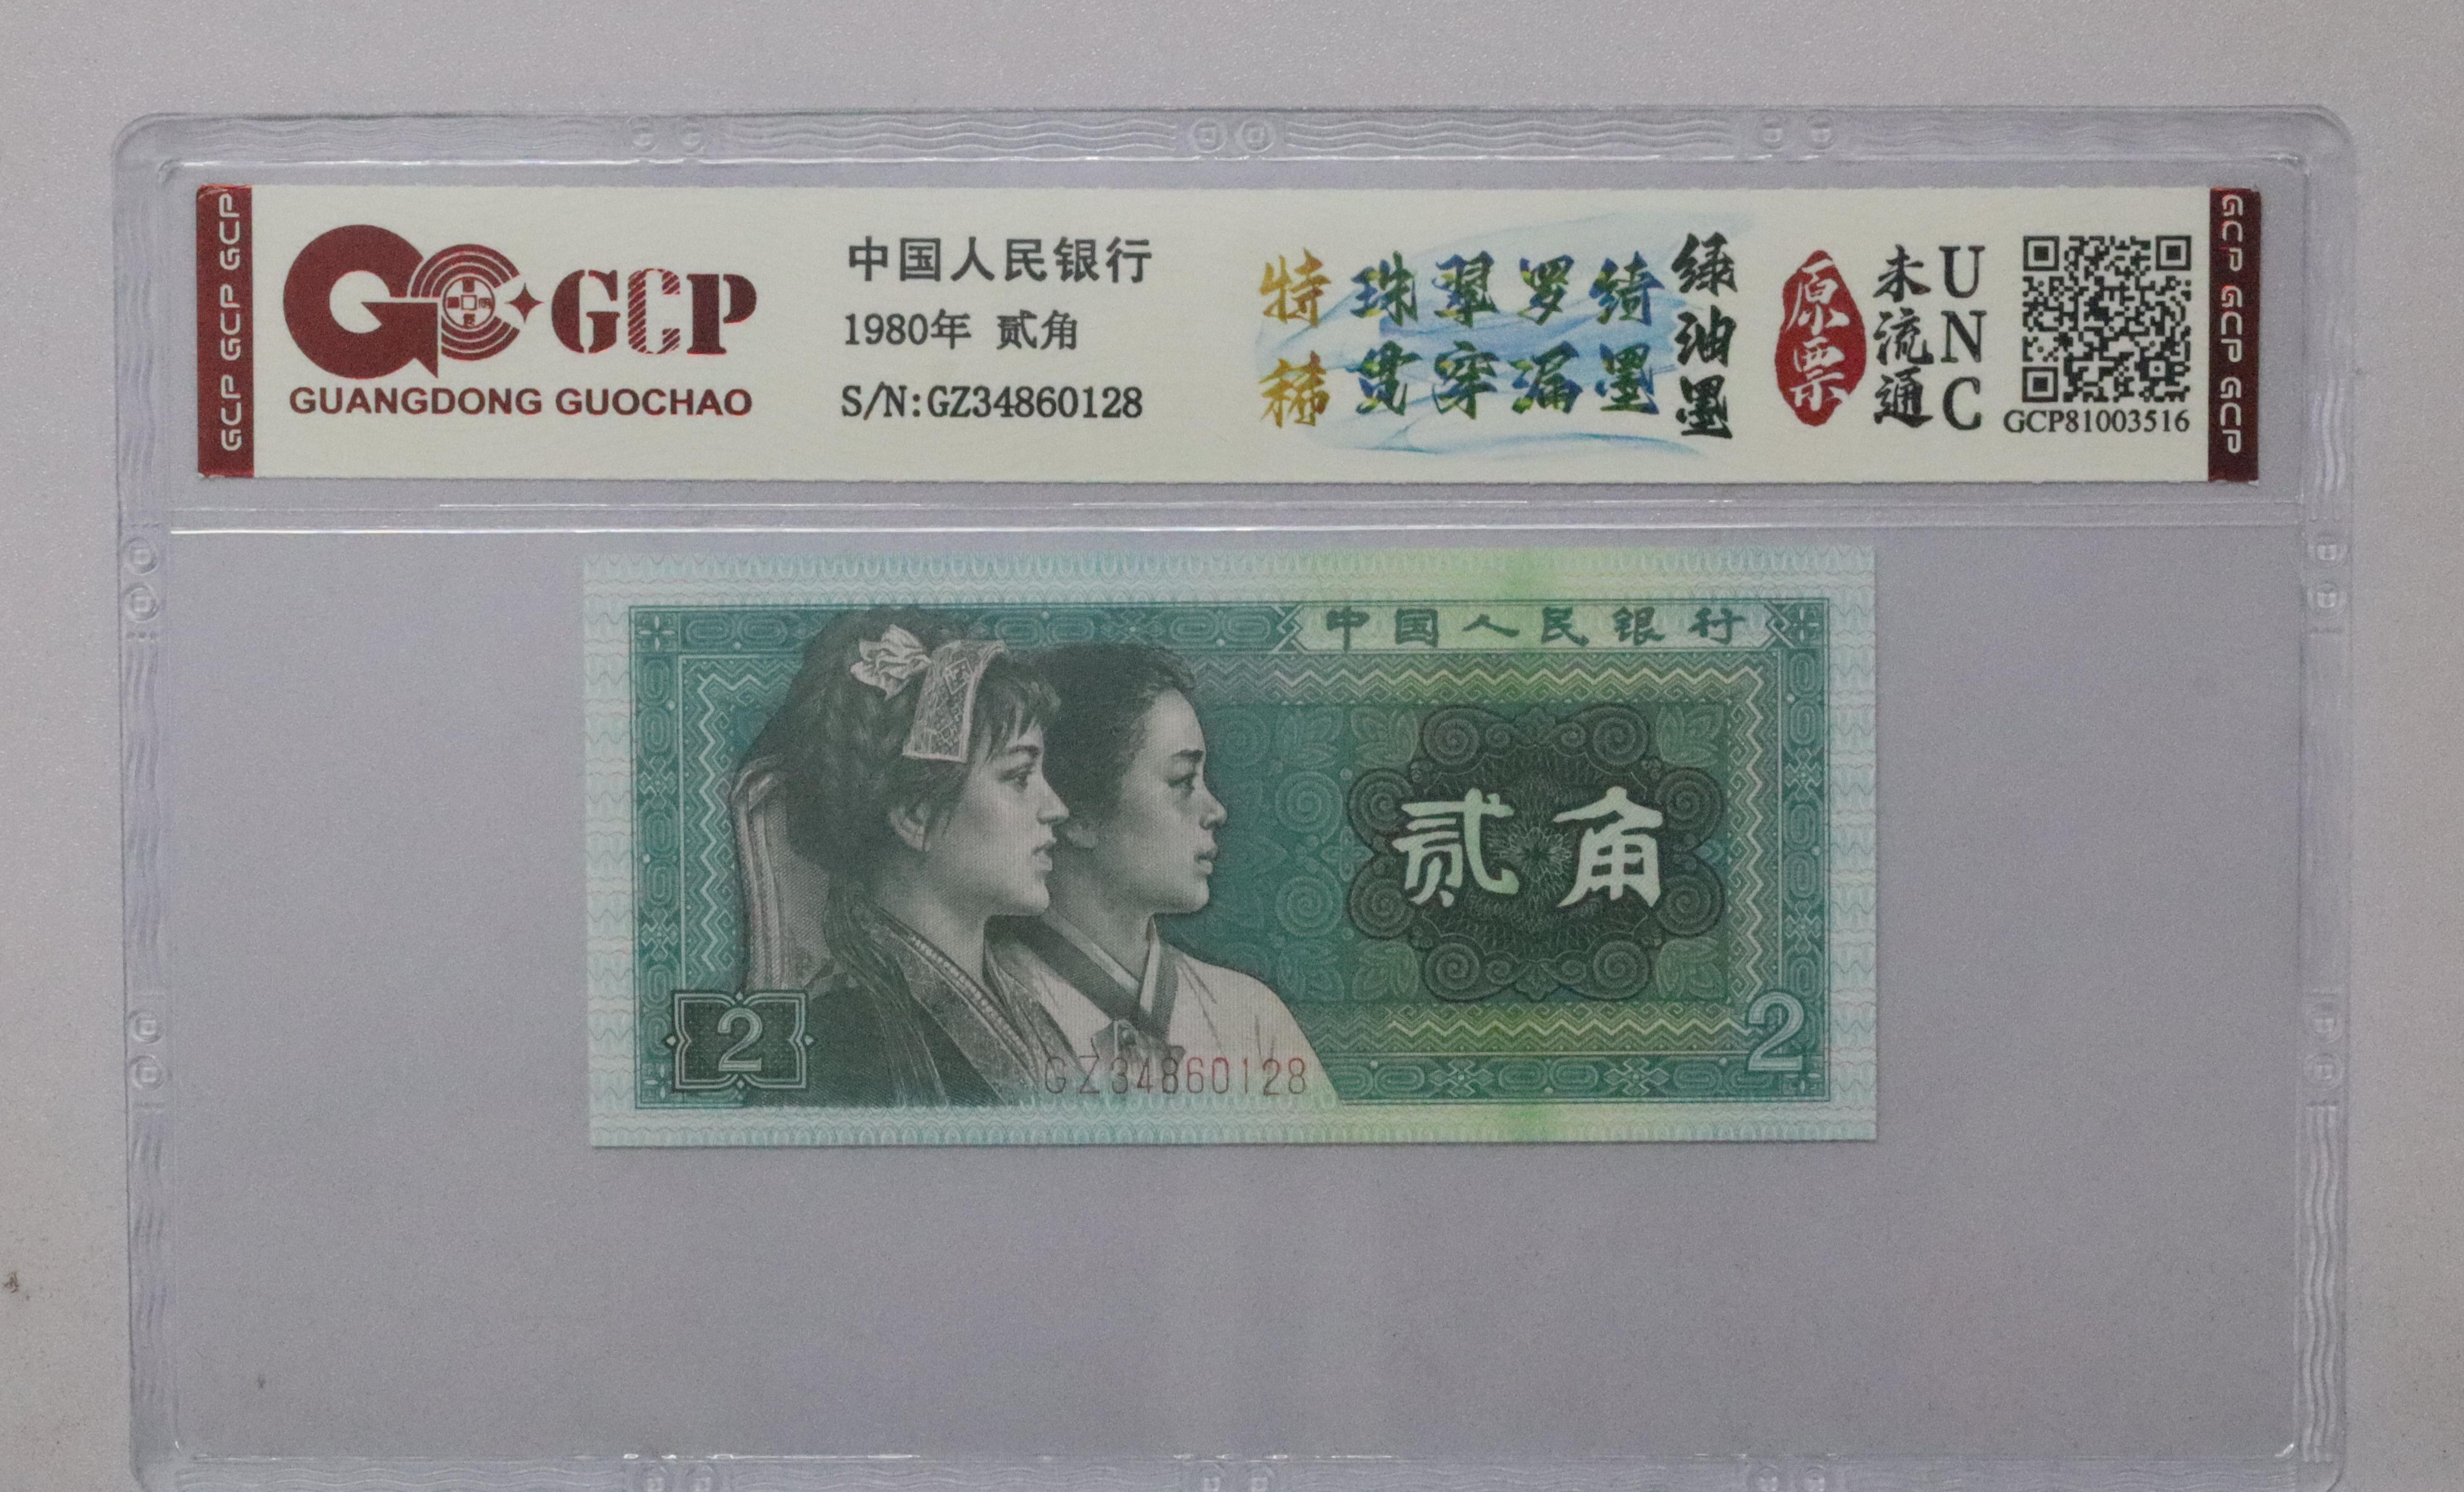 GCP GCP GCP
GCP
GUANGDONG GUOCHAO
中国人民银行
1980年 贰角
S/N:GZ34860128
特稀
珠翠罗绮
贯穿漏墨
绿油墨
原票
未流通
UNC
GCP81003516
GCP GCP GCP
中国人民银行
贰角
2
2
GZ34860128